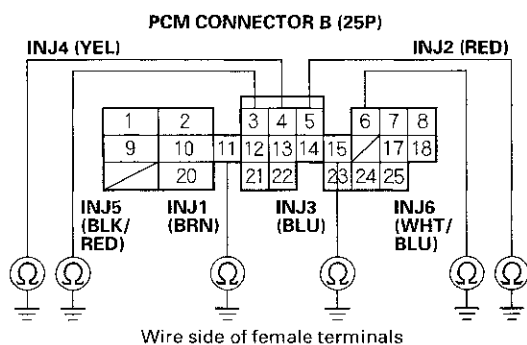 PCM CONNECTOR B (25P)
INJ4 (YEL) INJ2 (RED)
1 2 3 4 5 6 7 8
9 10 11 12 13 14 15 17 18
20 21 22 23 24 25
INJ5 (BLK/RED)
INJ1 (BRN)
INJ3 (BLU)
INJ6 (WHT/BLU)
Ω Ω Ω Ω Ω Ω
Wire side of female terminals